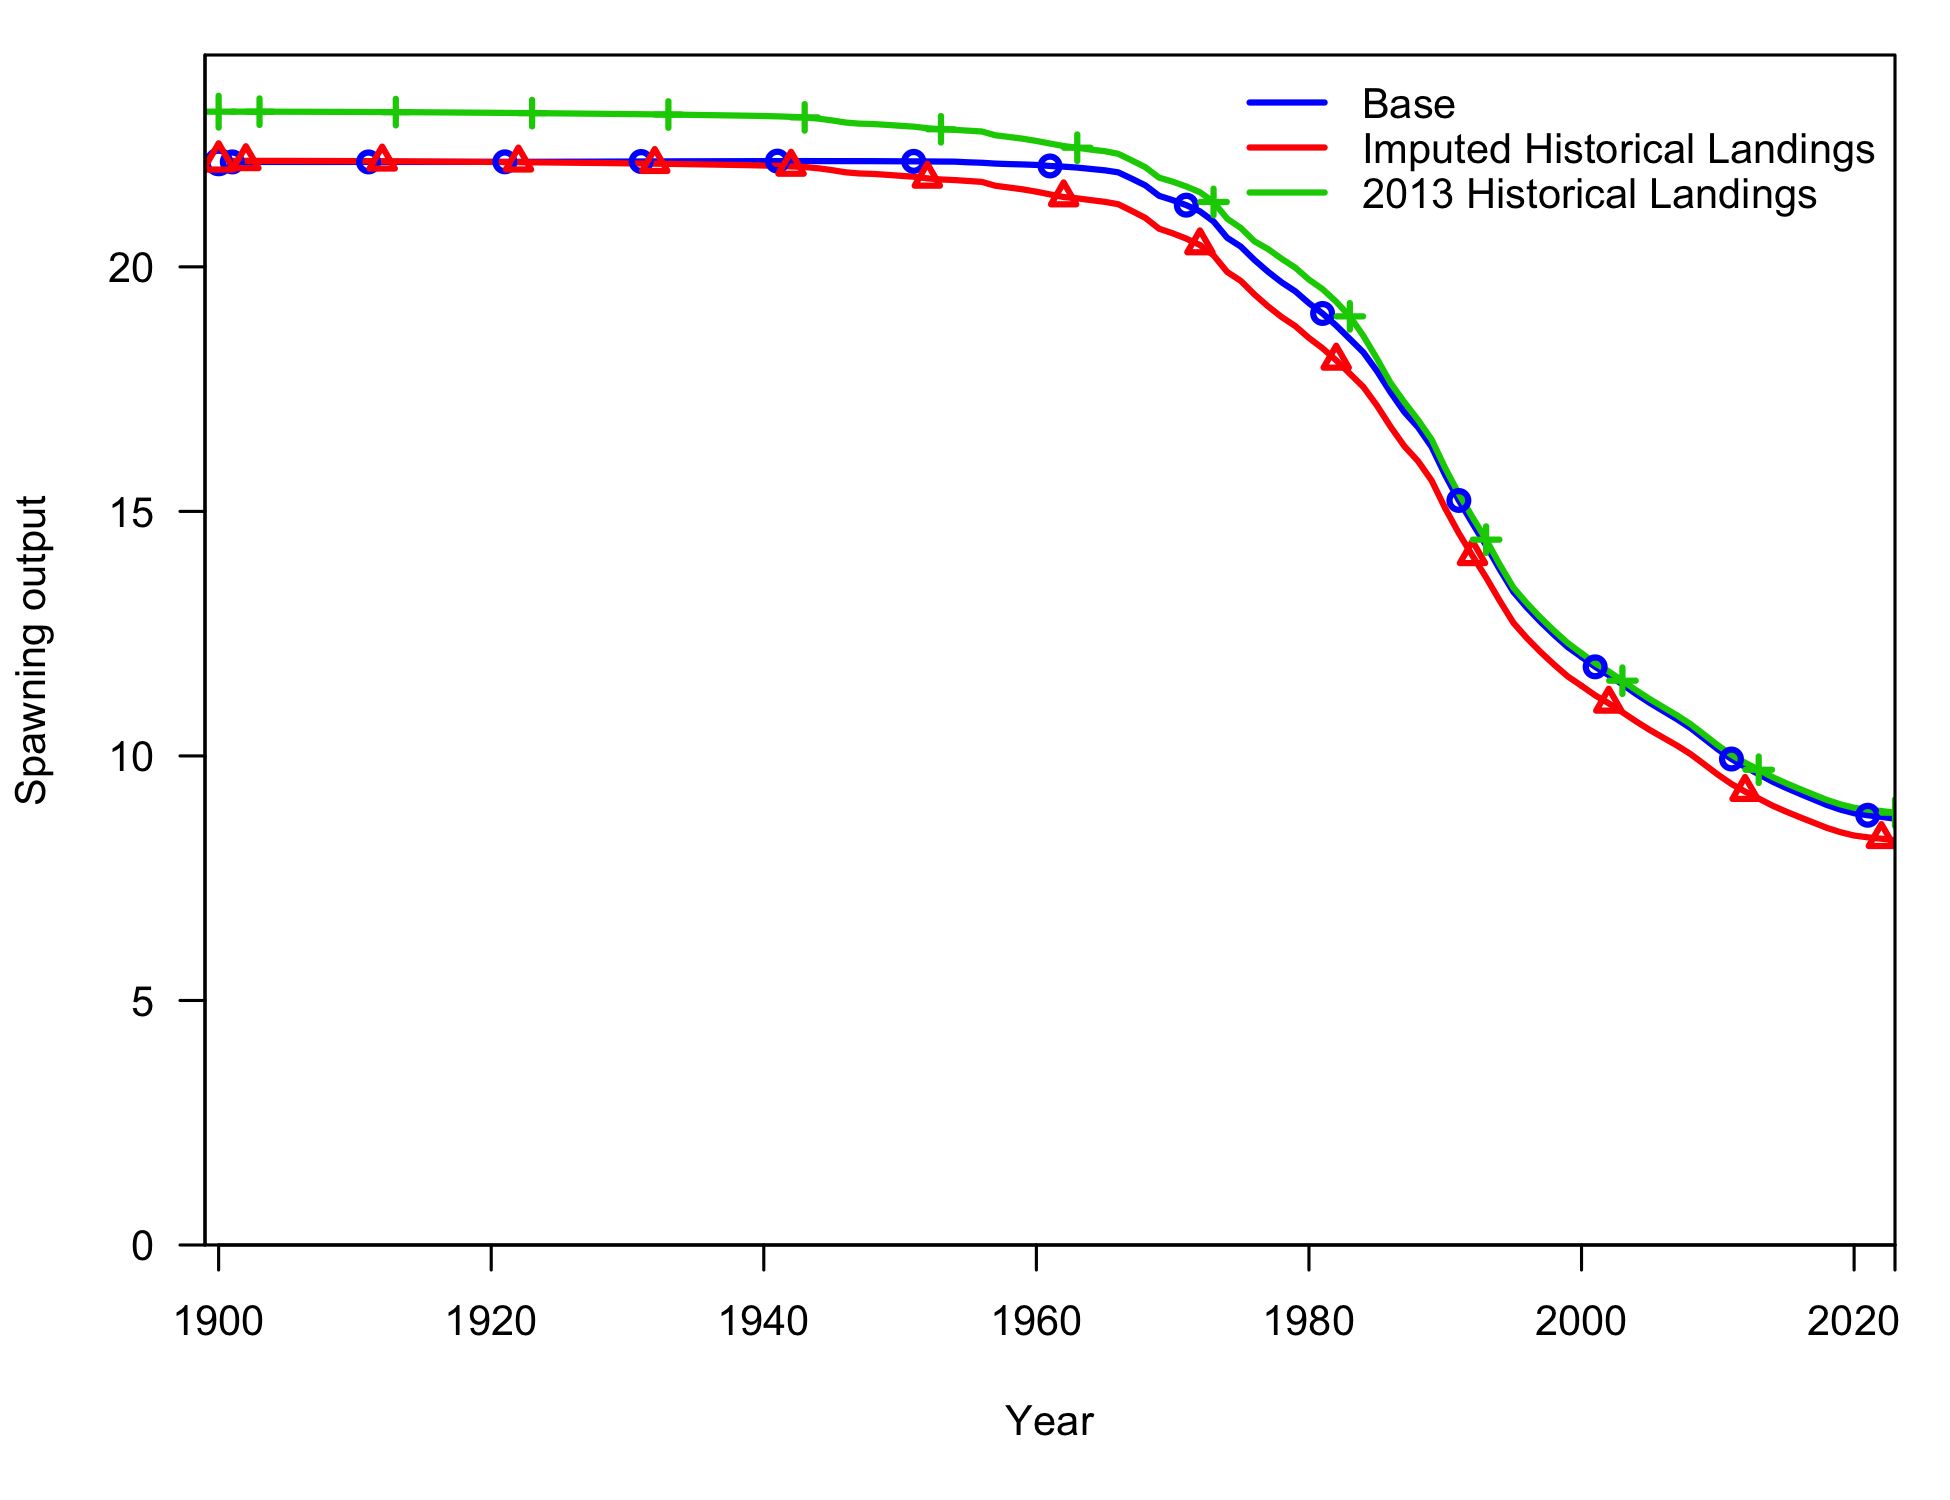 Base
Imputed Historical Landings
2013 Historical Landings
20
15
10
5
0
Spawning output
1900 1920 1940 1960 1980 2000 2020
Year